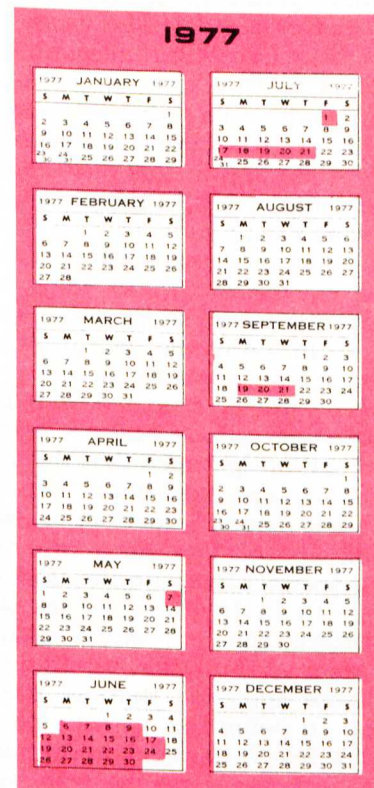 1977
1977 JANUARY 1977
S M T W T F S
1
2 3 4 5 6 7 8
9 10 11 12 13 14 15
16 17 18 19 20 21 22
23 24 25 26 27 28 29
30 31
1977 FEBRUARY 1977
S M T W T F S
1 2 3 4 5
6 7 8 9 10 11 12
13 14 15 16 17 18 19
20 21 22 23 24 25 26
27 28
1977 MARCH 1977
S M T W T F S
1 2 3 4 5
6 7 8 9 10 11 12
13 14 15 16 17 18 19
20 21 22 23 24 25 26
27 28 29 30 31
1977 APRIL 1977
S M T W T F S
1 2
3 4 5 6 7 8 9
10 11 12 13 14 15 16
17 18 19 20 21 22 23
24 25 26 27 28 29 30
1977 MAY 1977
S M T W T F S
1 2 3 4 5 6 7
8 9 10 11 12 13 14
15 16 17 18 19 20 21
22 23 24 25 26 27 28
29 30 31
1977 JUNE 1977
S M T W T F S
1 2 3 4
5 6 7 8 9 10 11
12 13 14 15 16 17 18
19 20 21 22 23 24 25
26 27 28 29 30
1977 JULY 1977
S M T W T F S
1 2
3 4 5 6 7 8 9
10 11 12 13 14 15 16
17 18 19 20 21 22 23
24 25 26 27 28 29 30
31
1977 AUGUST 1977
S M T W T F S
1 2 3 4 5 6
7 8 9 10 11 12 13
14 15 16 17 18 19 20
21 22 23 24 25 26 27
28 29 30 31
1977 SEPTEMBER 1977
S M T W T F S
1 2 3
4 5 6 7 8 9 10
11 12 13 14 15 16 17
18 19 20 21 22 23 24
25 26 27 28 29 30
1977 OCTOBER 1977
S M T W T F S
1
2 3 4 5 6 7 8
9 10 11 12 13 14 15
16 17 18 19 20 21 22
23 24 25 26 27 28 29
30 31
1977 NOVEMBER 1977
S M T W T F S
1 2 3 4 5
6 7 8 9 10 11 12
13 14 15 16 17 18 19
20 21 22 23 24 25 26
27 28 29 30
1977 DECEMBER 1977
S M T W T F S
1 2 3
4 5 6 7 8 9 10
11 12 13 14 15 16 17
18 19 20 21 22 23 24
25 26 27 28 29 30 31